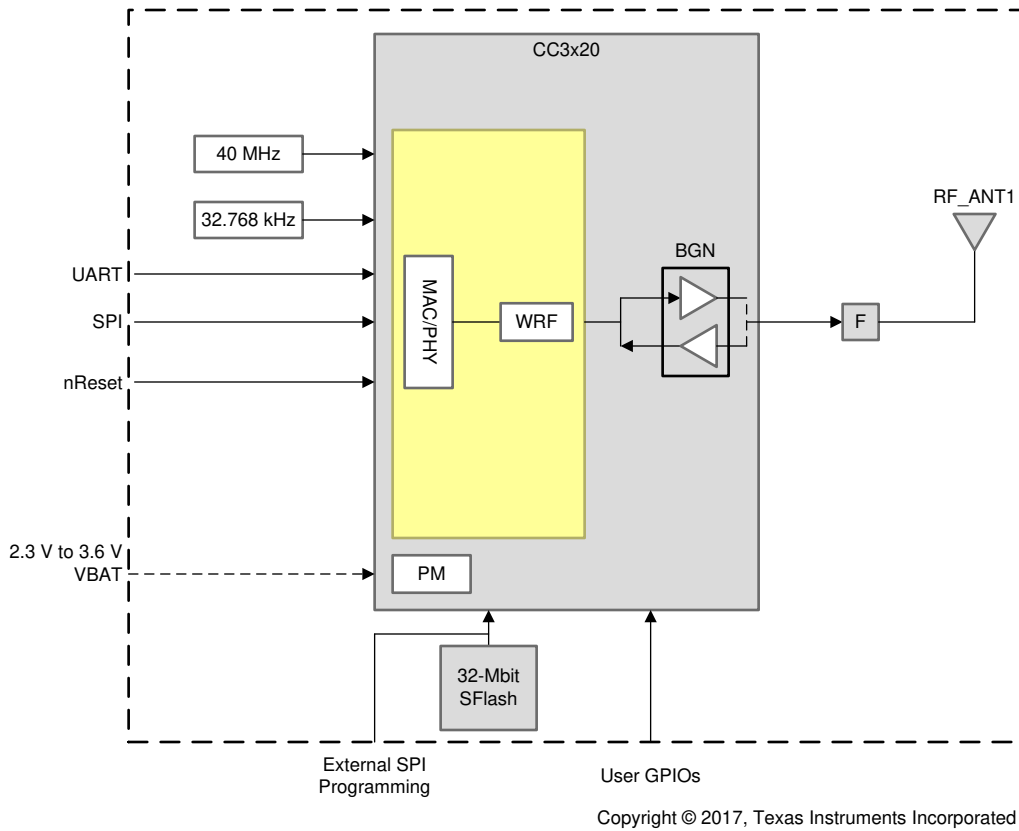 CC3x20
40 MHz
32.768 kHz
UART
SPI
nReset
MAC/PHY
WRF
BGN
RF_ANT1
F
2.3 V to 3.6 V
VBAT
PM
32-Mbit
SFlash
External SPI
Programming
User GPIOs
Copyright © 2017, Texas Instruments Incorporated